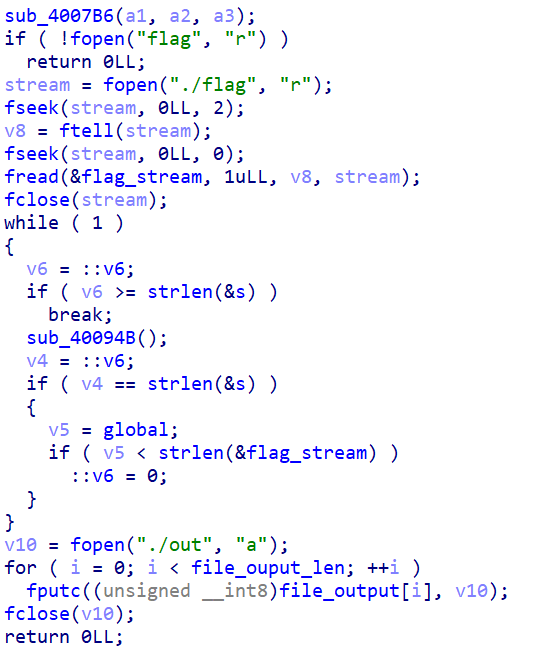 sub_4007B6(a1, a2, a3);
if ( !fopen("flag", "r") )
return 0LL;
stream = fopen("./flag", "r");
fseek(stream, 0LL, 2);
v8 = ftell(stream);
fseek(stream, 0LL, 0);
fread(&flag_stream, 1uLL, v8, stream);
fclose(stream);
while ( 1 )
{
v6 = ::v6;
if ( v6 >= strlen(&s) )
break;
sub_40094B();
v4 = ::v6;
if ( v4 == strlen(&s) )
{
v5 = global;
if ( v5 < strlen(&flag_stream) )
::v6 = 0;
}
}
v10 = fopen("./out", "a");
for ( i = 0; i < file_ouput_len; ++i )
fputc((unsigned __int8)file_output[i], v10);
fclose(v10);
return 0LL;